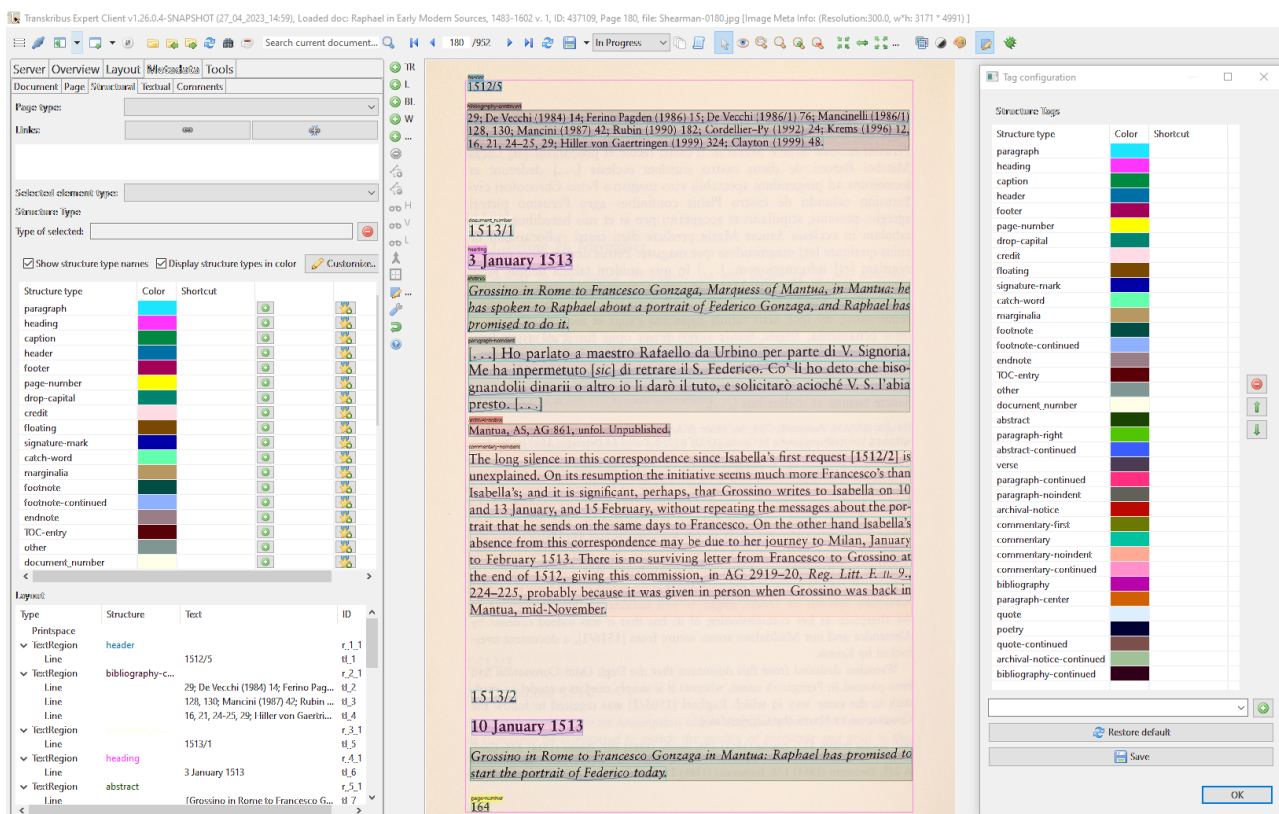 Transkribus Expert Client v1.26.0.4-SNAPSHOT (27_04_2023_14:59), Loaded doc: Raphael in Early Modern Sources, 1483-1602 v. 1, ID: 437109, Page 180, file: Shearman-0180.jpg [Image Meta Info: (Resolution:300.0, w*h: 3171 * 4991) ]
Search current document...
180 /952
In Progress
Server Overview Layout Metadata Tools
Document Page Structural Textual Comments
Page type:
Links:
Selected element type:
Structure Type
Type of selected:
Show structure type names Display structure types in color Customize..
Structure type Color Shortcut
paragraph
heading
caption
header
footer
page-number
drop-capital
credit
floating
signature-mark
catch-word
marginalia
footnote
footnote-continued
endnote
TOC-entry
other
document_number
Layout
Type Structure Text ID
Printspace
TextRegion header r_1_1
Line 1512/5 tl_1
TextRegion bibliography-c... r_2_1
Line 29; De Vecchi (1984) 14; Ferino Pag... tl_2
Line 128, 130; Mancini (1987) 42; Rubin ... tl_3
Line 16, 21, 24-25, 29; Hiller von Gaertri... tl_4
TextRegion r_3_1
Line 1513/1 tl_5
TextRegion heading r_4_1
Line 3 January 1513 tl_6
TextRegion abstract r_5_1
Line [Grossino in Rome to Francesco G... tl_7
TR
L
BL
W
...
H
V
L
...
header
1512/5
bibliography-continued
29; De Vecchi (1984) 14; Ferino Pagden (1986) 15; De Vecchi (1986/1) 76; Mancinelli (1986/1)
128, 130; Mancini (1987) 42; Rubin (1990) 182; Cordellier–Py (1992) 24; Krems (1996) 12,
16, 21, 24–25, 29; Hiller von Gaertringen (1999) 324; Clayton (1999) 48.
document_number
1513/1
heading
3 January 1513
abstract
Grossino in Rome to Francesco Gonzaga, Marquess of Mantua, in Mantua: he
has spoken to Raphael about a portrait of Federico Gonzaga, and Raphael has
promised to do it.
paragraph-noindent
[. . .] Ho parlato a maestro Rafaello da Urbino per parte di V. Signoria.
Me ha inpermetuto [sic] di retrare il S. Federico. Co' li ho deto che biso-
gnandolii dinarii o altro io li darò il tuto, e solicitarò acioché V. S. l'abia
presto. [. . .]
archival-notice
Mantua, AS, AG 861, unfol. Unpublished.
commentary-noindent
The long silence in this correspondence since Isabella's first request [1512/2] is
unexplained. On its resumption the initiative seems much more Francesco's than
Isabella's; and it is significant, perhaps, that Grossino writes to Isabella on 10
and 13 January, and 15 February, without repeating the messages about the por-
trait that he sends on the same days to Francesco. On the other hand Isabella's
absence from this correspondence may be due to her journey to Milan, January
to February 1513. There is no surviving letter from Francesco to Grossino at
the end of 1512, giving this commission, in AG 2919–20, Reg. Litt. F. II. 9.,
224–225, probably because it was given in person when Grossino was back in
Mantua, mid-November.
1513/2
10 January 1513
Grossino in Rome to Francesco Gonzaga in Mantua: Raphael has promised to
start the portrait of Federico today.
page-number
164
Tag configuration
Structure Tags
Structure type Color Shortcut
paragraph
heading
caption
header
footer
page-number
drop-capital
credit
floating
signature-mark
catch-word
marginalia
footnote
footnote-continued
endnote
TOC-entry
other
document_number
abstract
paragraph-right
abstract-continued
verse
paragraph-continued
paragraph-noindent
archival-notice
commentary-first
commentary
commentary-noindent
commentary-continued
bibliography
paragraph-center
quote
poetry
quote-continued
archival-notice-continued
bibliography-continued
Restore default
Save
OK